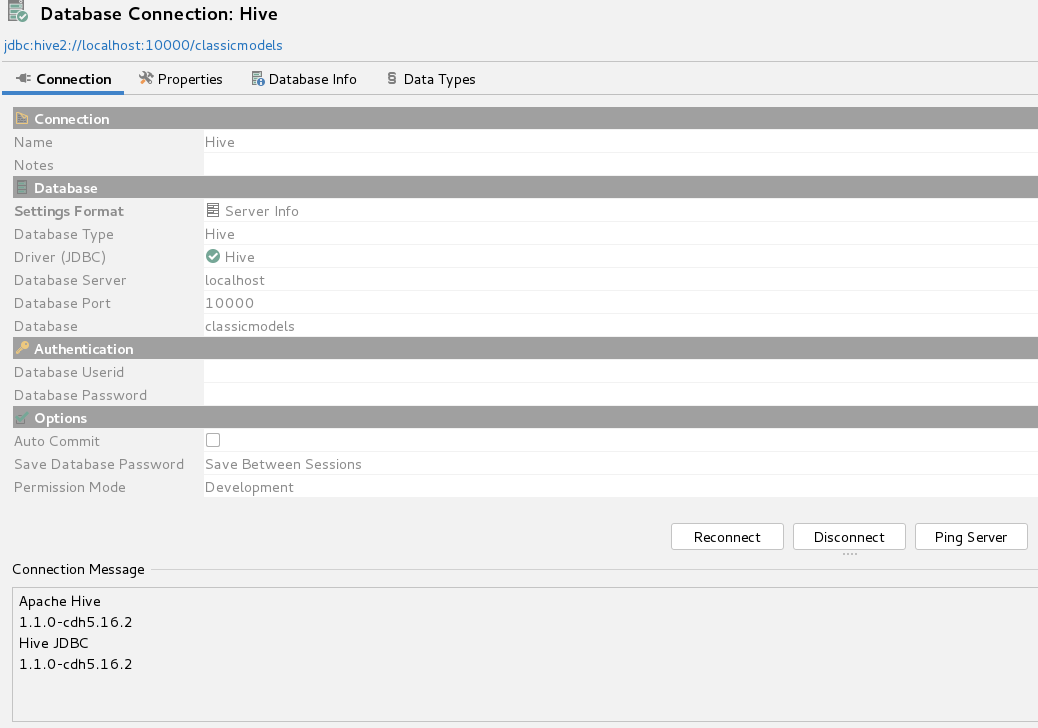 Database Connection: Hive
jdbc:hive2://localhost:10000/classicmodels
Connection Properties Database Info Data Types
Connection
Name Hive
Notes
Database
Settings Format Server Info
Database Type Hive
Driver (JDBC) Hive
Database Server localhost
Database Port 10000
Database classicmodels
Authentication
Database Userid
Database Password
Options
Auto Commit
Save Database Password Save Between Sessions
Permission Mode Development
Reconnect Disconnect Ping Server
Connection Message
Apache Hive
1.1.0-cdh5.16.2
Hive JDBC
1.1.0-cdh5.16.2